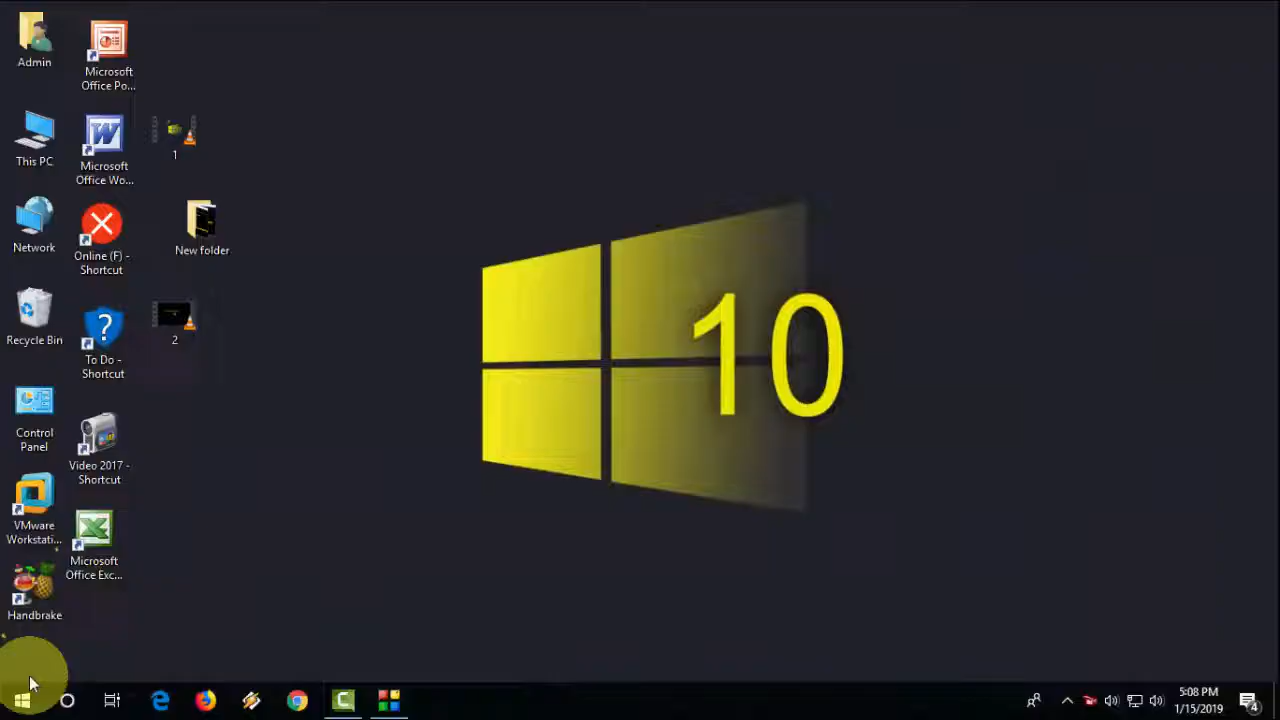 Admin
Microsoft
Office Po...
This PC
Microsoft
Office Wo...
1
Network
Online (F) -
Shortcut
New folder
Recycle Bin
To Do -
Shortcut
2
10
Control
Panel
Video 2017 -
Shortcut
VMware
Workstati...
Microsoft
Office Exc...
Handbrake
5:08 PM
1/15/2019
4